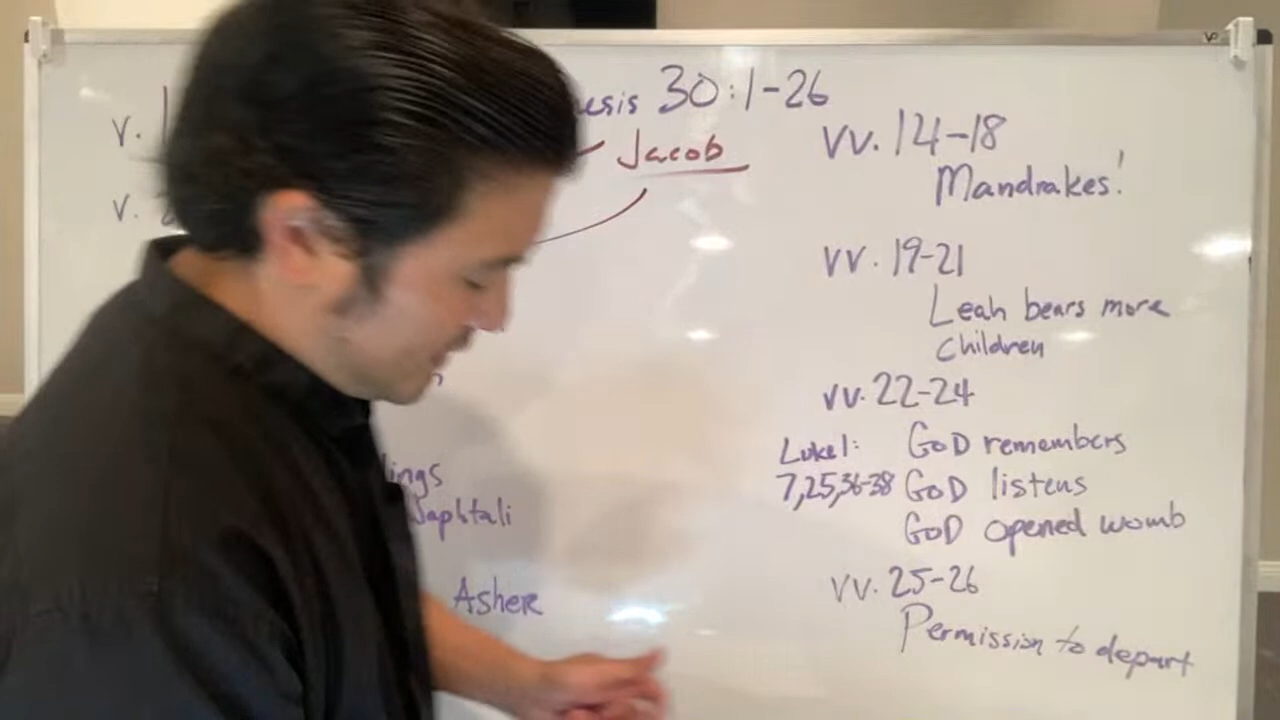 esis 30:1-26
v. 1
Jacob
v.
lings
Naphtali
Asher
vv. 14-18
Mandrakes!
vv. 19-21
Leah bears more
children
vv. 22-24
Luke 1: GOD remembers
7,25,36-38 GOD listens
GOD opened womb
vv. 25-26
Permission to depart